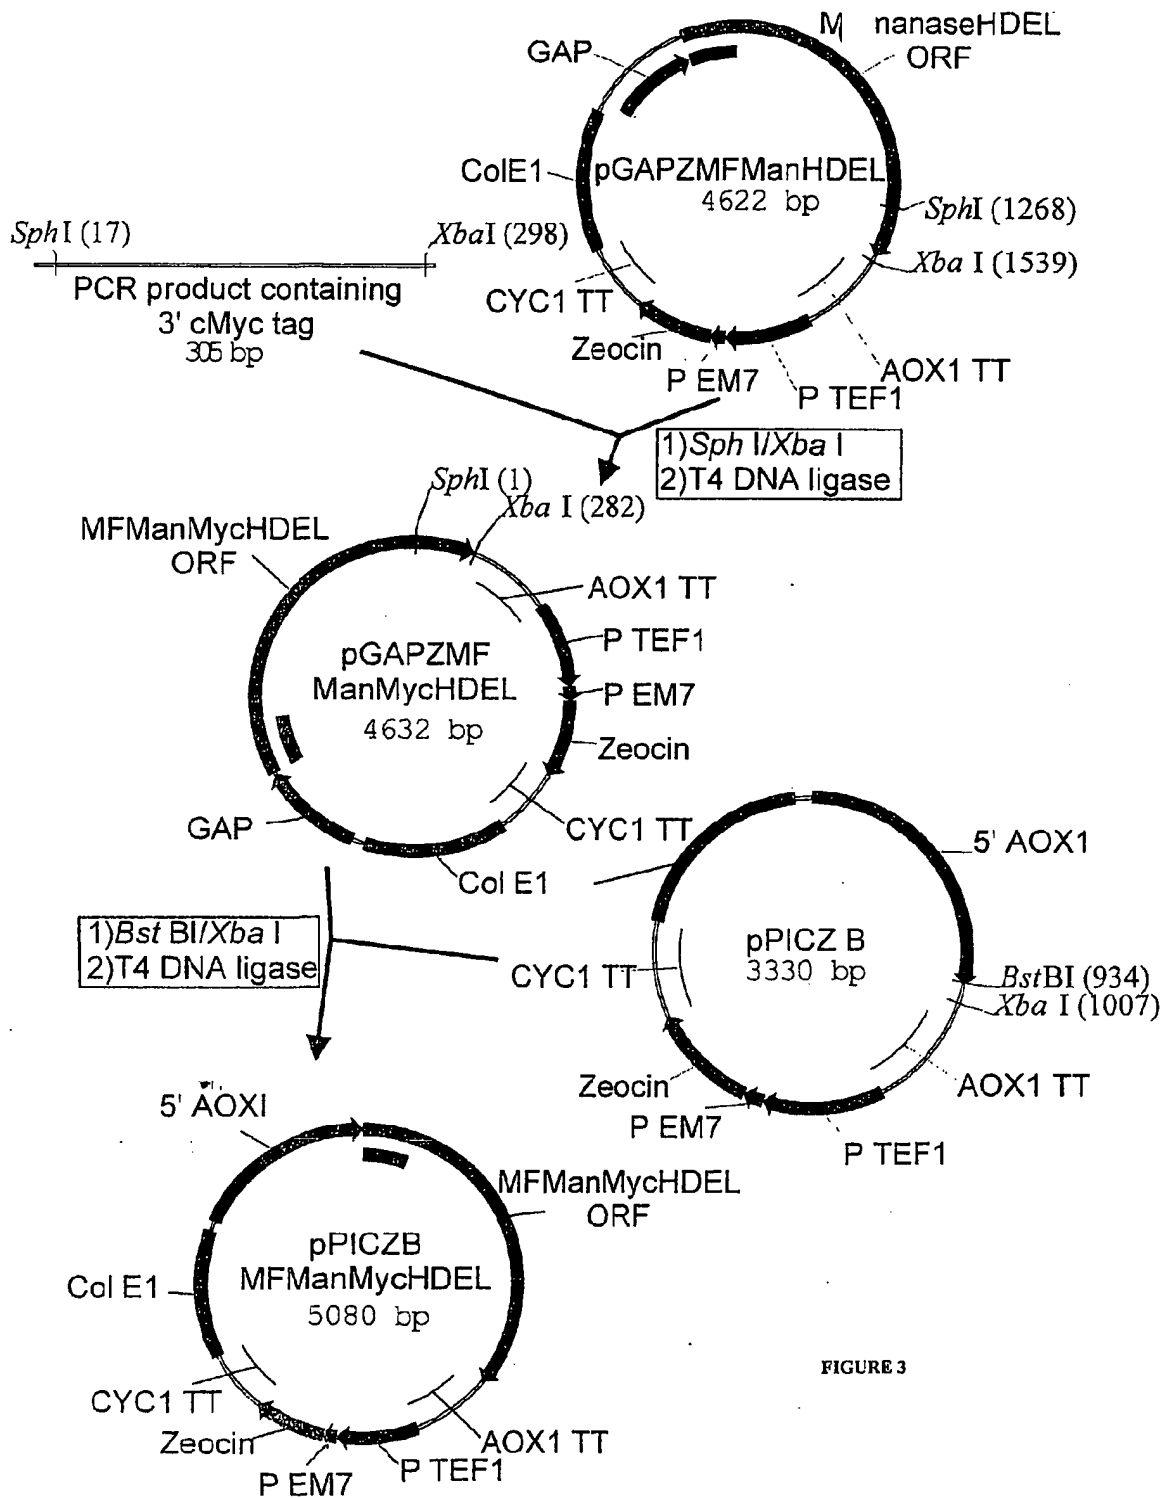 M nanaseHDEL
ORF
GAP
ColE1
pGAPZMFManHDEL
4622 bp
SphI (1268)
Xba I (1539)
SphI (17)
XbaI (298)
PCR product containing
3' cMyc tag
305 bp
CYC1 TT
Zeocin
P EM7
P TEF1
AOX1 TT
1)Sph I/Xba I
2)T4 DNA ligase
SphI (1)
Xba I (282)
MFManMycHDEL
ORF
AOX1 TT
P TEF1
P EM7
Zeocin
pGAPZMF
ManMycHDEL
4632 bp
GAP
CYC1 TT
Col E1
5' AOX1
1)Bst BI/Xba I
2)T4 DNA ligase
pPICZ B
3330 bp
CYC1 TT
BstBI (934)
Xba I (1007)
Zeocin
P EM7
AOX1 TT
P TEF1
5' AOXI
MFManMycHDEL
ORF
pPICZB
MFManMycHDEL
5080 bp
Col E1
CYC1 TT
Zeocin
P EM7
P TEF1
AOX1 TT
FIGURE 3